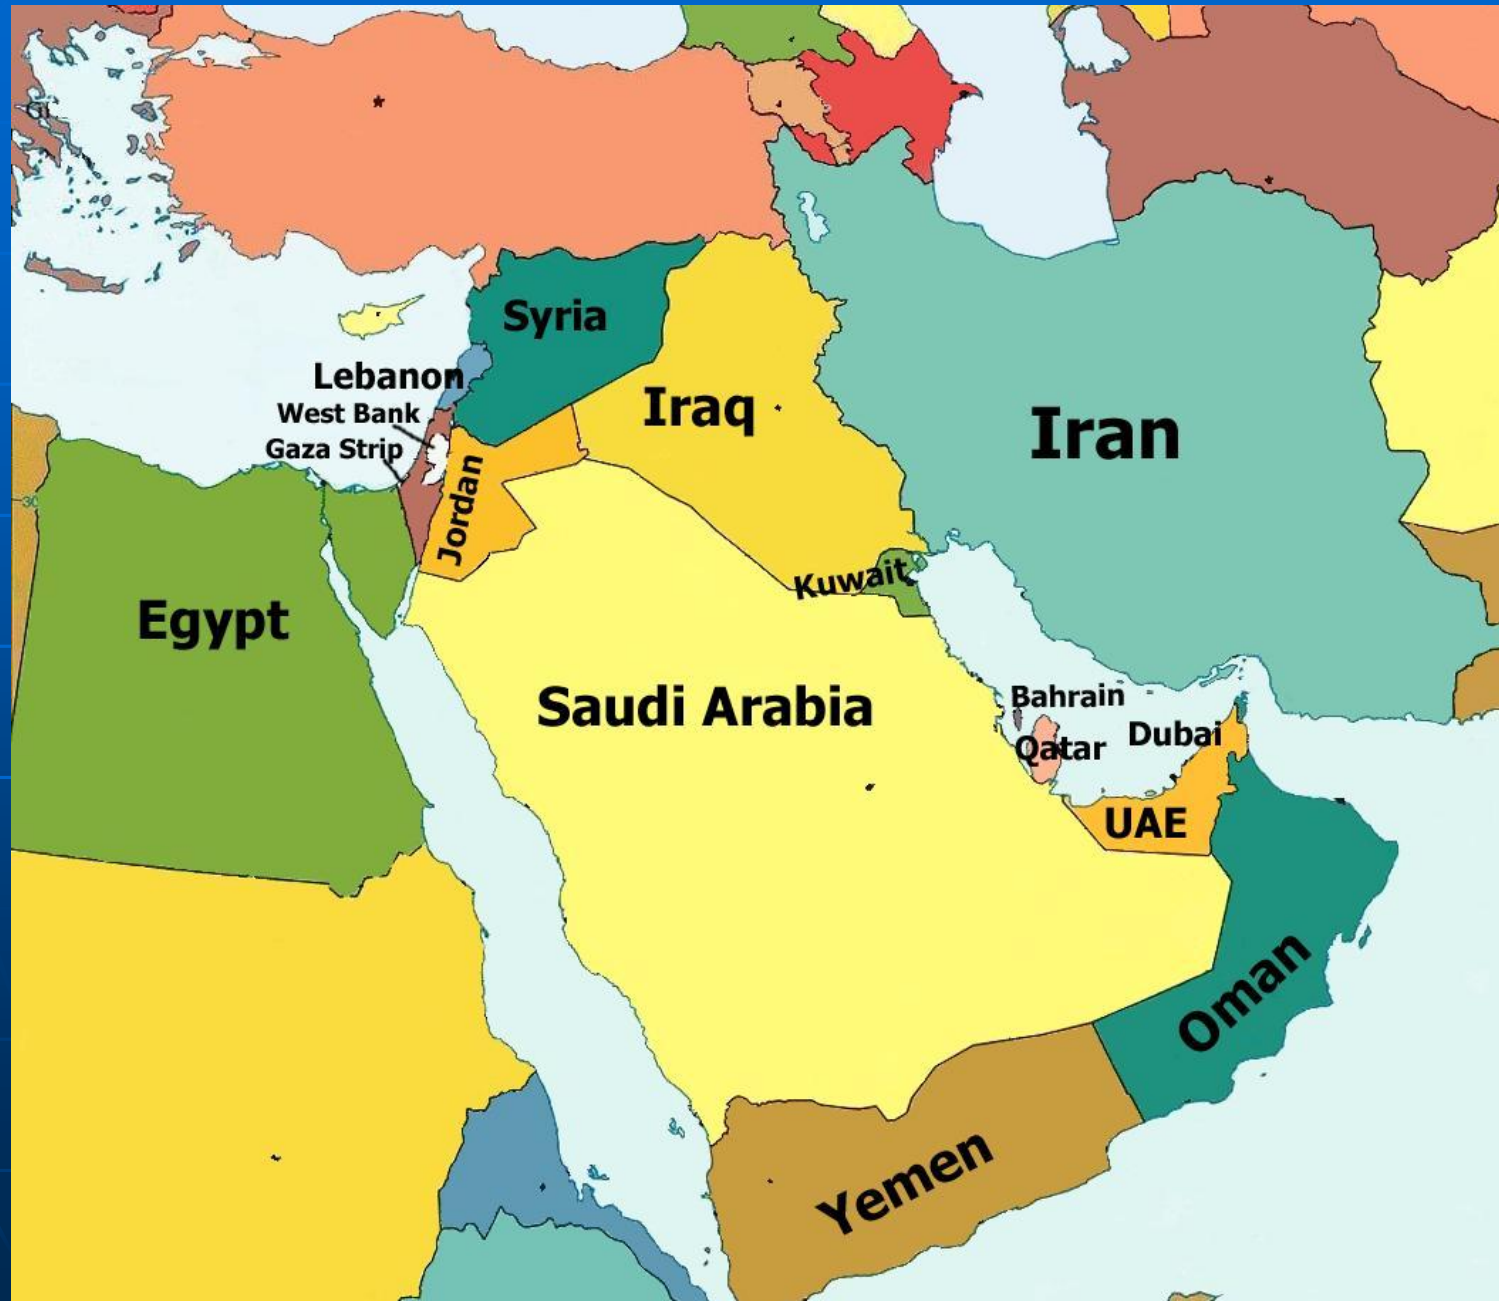 Syria
Lebanon
West Bank
Gaza Strip
Iraq
Iran
Jordan
30
Kuwait
Egypt
Saudi Arabia
Bahrain
Qatar
Dubai
UAE
Oman
Yemen